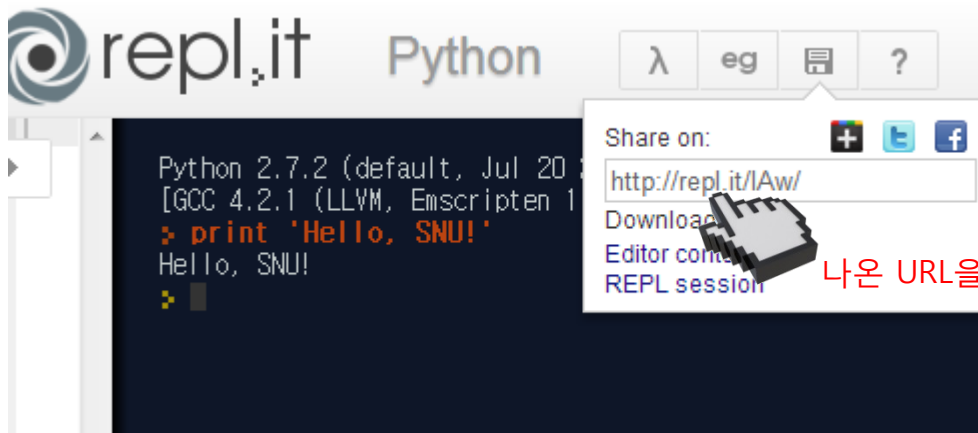 repl.it Python λ eg ?
Share on:
http://repl.it/IAw/
Editor
REPL session
Python 2.7.2 (default, Jul 20
[GCC 4.2.1 (LLVM, Emscripten 1
> print 'Hello, SNU!'
Hello, SNU!
>
나온 URL을